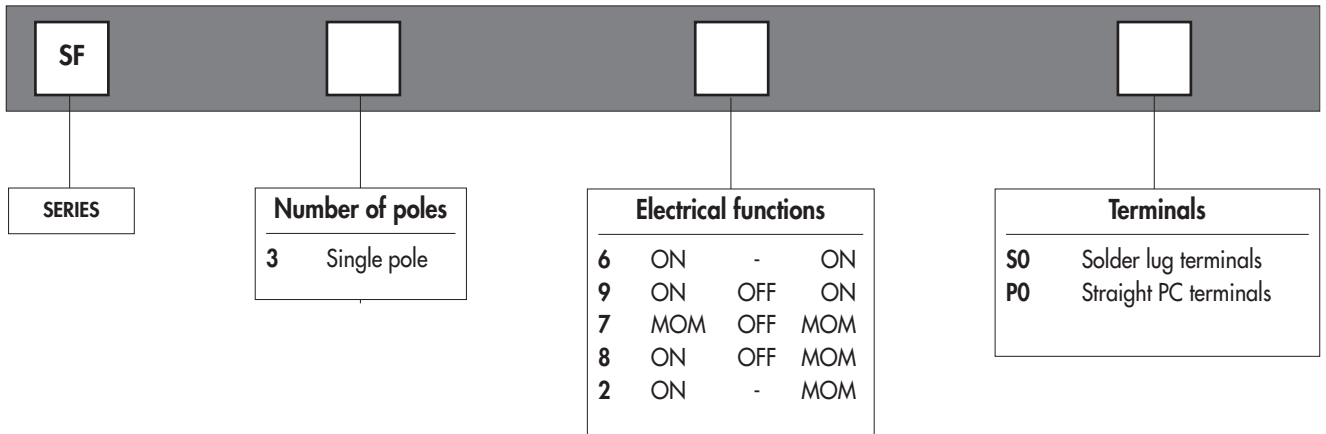 SF
SERIES
Number of poles
3 Single pole
Electrical functions
6 ON - ON
9 ON OFF ON
7 MOM OFF MOM
8 ON OFF MOM
2 ON - MOM
Terminals
S0 Solder lug terminals
P0 Straight PC terminals